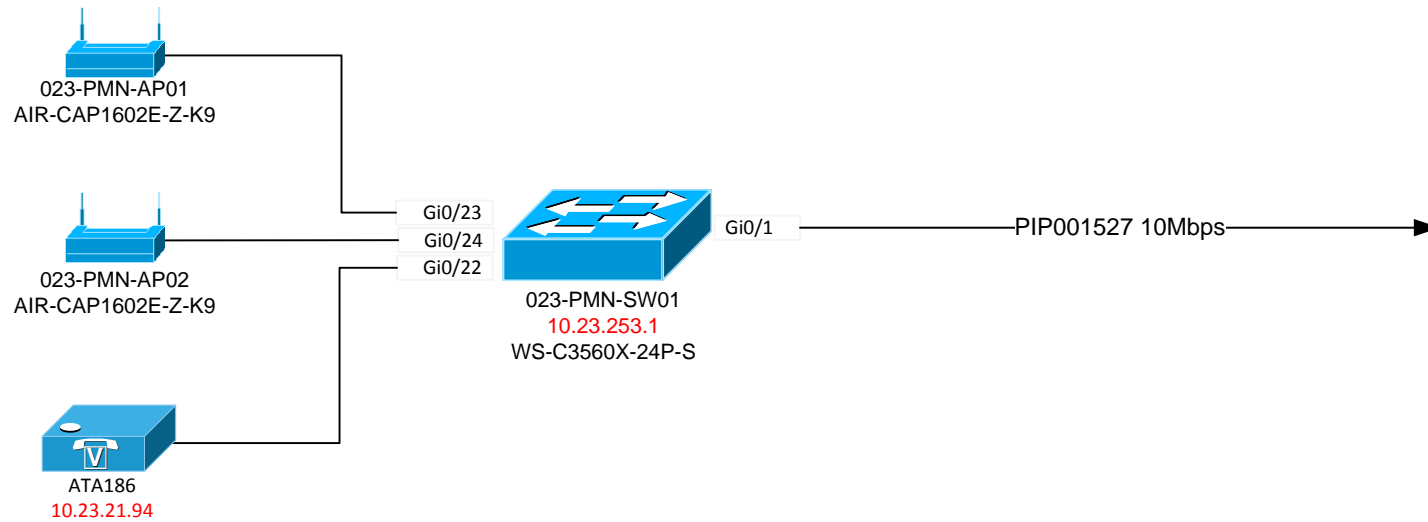 023-PMN-AP01
AIR-CAP1602E-Z-K9
Gi0/23
Gi0/24
Gi0/22
Gi0/1
PIP001527 10Mbps
023-PMN-AP02
AIR-CAP1602E-Z-K9
023-PMN-SW01
10.23.253.1
WS-C3560X-24P-S
V
ATA186
10.23.21.94